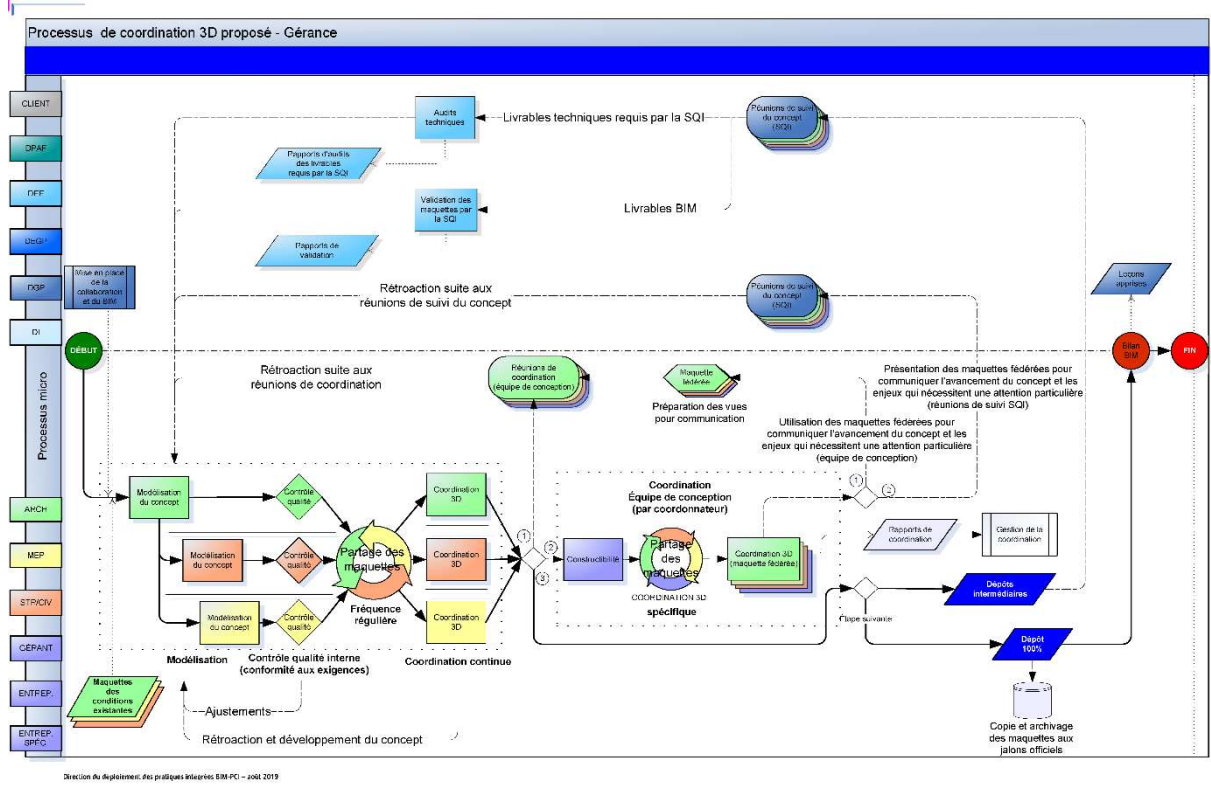 Processus de coordination 3D proposé - Gérance
CLIENT
DPAF
DEGP
DGP
DI
Processus micro
ARCH
MEP
STP/CIV
GÉRANT
ENTREP.
ENTREP.
SPÉC
Audits
techniques
Livrables techniques requis par la SQI
Réunions de suivi
du concept
(SQI)
Rapports d'audits
des livrables
requis par la SQI
Validation des
maquettes par
la SQI
Livrables BIM
Rapports de
validation
Mise en place
de la
collaboration
et du BIM
Rétroaction suite aux
réunions de suivi du concept
Réunions de suivi
du concept
(SQI)
Leçons
apprises
DÉBUT
Bilan
BIM
FIN
Rétroaction suite aux
réunions de coordination
Réunions de
coordination
(équipe de conception)
Maquette
fédérée
Préparation des vues
pour communication
Présentation des maquettes fédérées pour
communiquer l'avancement du concept et les
enjeux qui nécessitent une attention particulière
(réunions de suivi SQI)
Utilisation des maquettes fédérées pour
communiquer l'avancement du concept et les
enjeux qui nécessitent une attention particulière
(équipe de conception)
Modélisation
du concept
Contrôle
qualité
Coordination
3D
Modélisation
du concept
Contrôle
qualité
Partage des
maquettes
Coordination
3D
Modélisation
du concept
Contrôle
qualité
Fréquence
régulière
Coordination
3D
Modélisation
Contrôle qualité interne
(conformité aux exigences)
Coordination continue
1
2
3
Coordination
Équipe de conception
(par coordonnateur)
Constructibilité
Partage
des
maquettes
COORDINATION 3D
spécifique
Coordination 3D
(maquette fédérée)
1
2
Rapports de
coordination
Gestion de la
coordination
Dépôts
intermédiaires
Étape suivante
Dépôt
100%
Copie et archivage
des maquettes aux
jalons officiels
Maquettes
des
conditions
existantes
Ajustements
Rétroaction et développement du concept
Direction du déploiement des pratiques intégrées BIM-PCI – août 2019